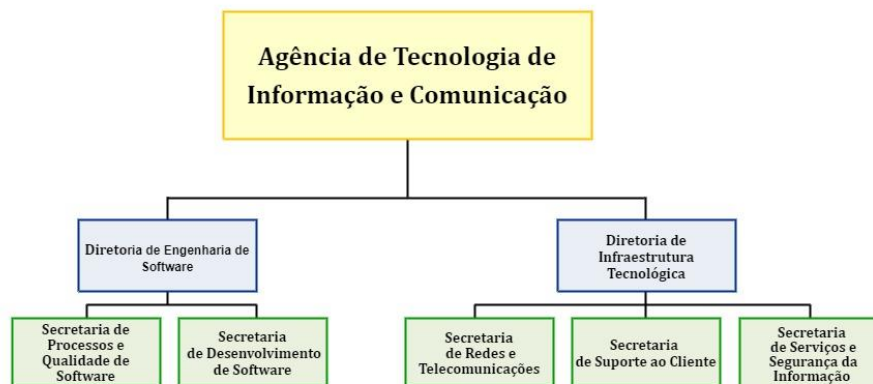 Agência de Tecnologia de
Informação e Comunicação
Diretoria de Engenharia de
Software
Diretoria de
Infraestrutura
Tecnológica
Secretaria de
Processos e
Qualidade de
Software
Secretaria
de Desenvolvimento
de Software
Secretaria
de Redes e
Telecomunicações
Secretaria
de Suporte ao Cliente
Secretaria
de Serviços e
Segurança da
Informação